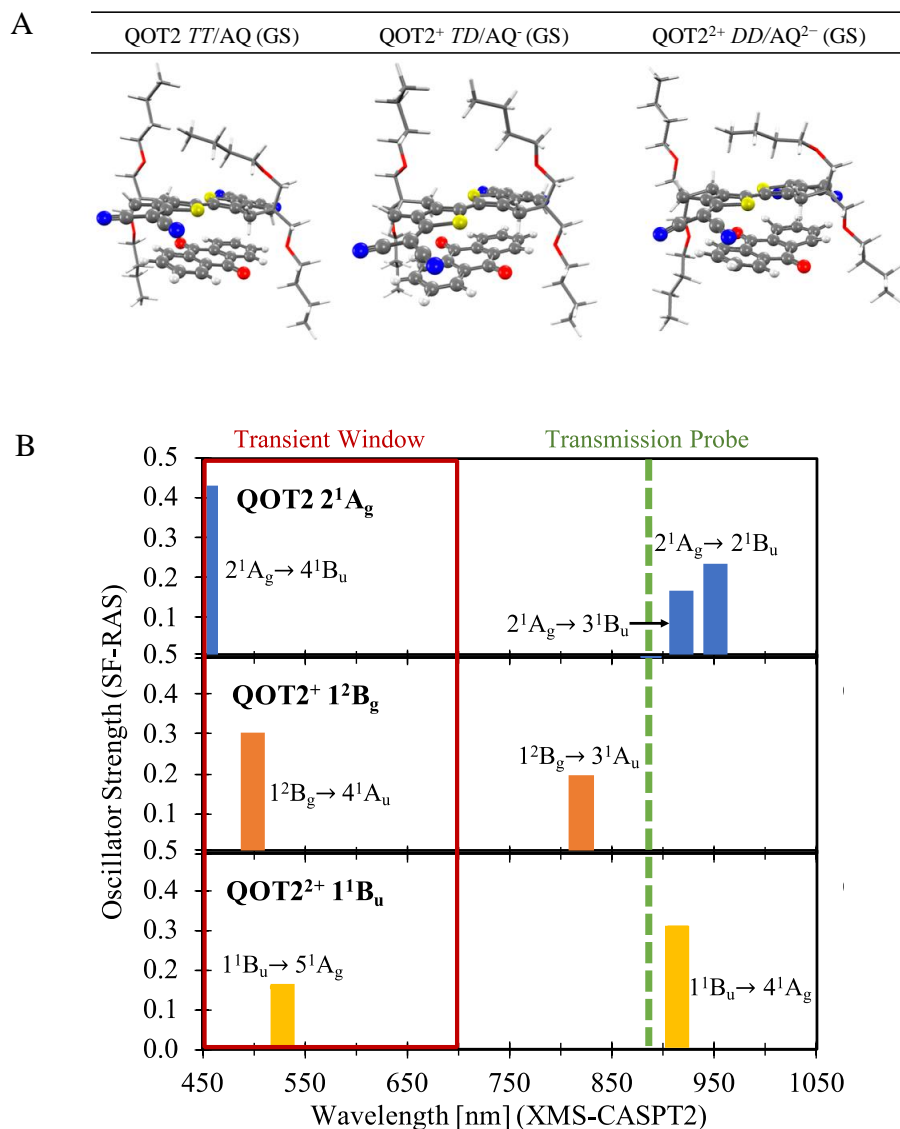 A
QOT2 TT/AQ (GS) QOT2⁺ TD/AQ⁻ (GS) QOT2²⁺ DD/AQ²⁻ (GS)
B
Transient Window Transmission Probe
Oscillator Strength (SF-RAS)
0.5
0.4
0.3
0.2
0.1
0.5
QOT2 2¹Ag
2¹Ag → 4¹Bu
2¹Ag → 2¹Bu
2¹Ag → 3¹Bu
0.4
0.3
0.2
0.1
0.5
QOT2⁺ 1²Bg
1²Bg → 4¹Au
1²Bg → 3¹Au
0.4
0.3
0.2
0.1
0.0
QOT2²⁺ 1¹Bu
1¹Bu → 5¹Ag
1¹Bu → 4¹Ag
450 550 650 750 850 950 1050
Wavelength [nm] (XMS-CASPT2)